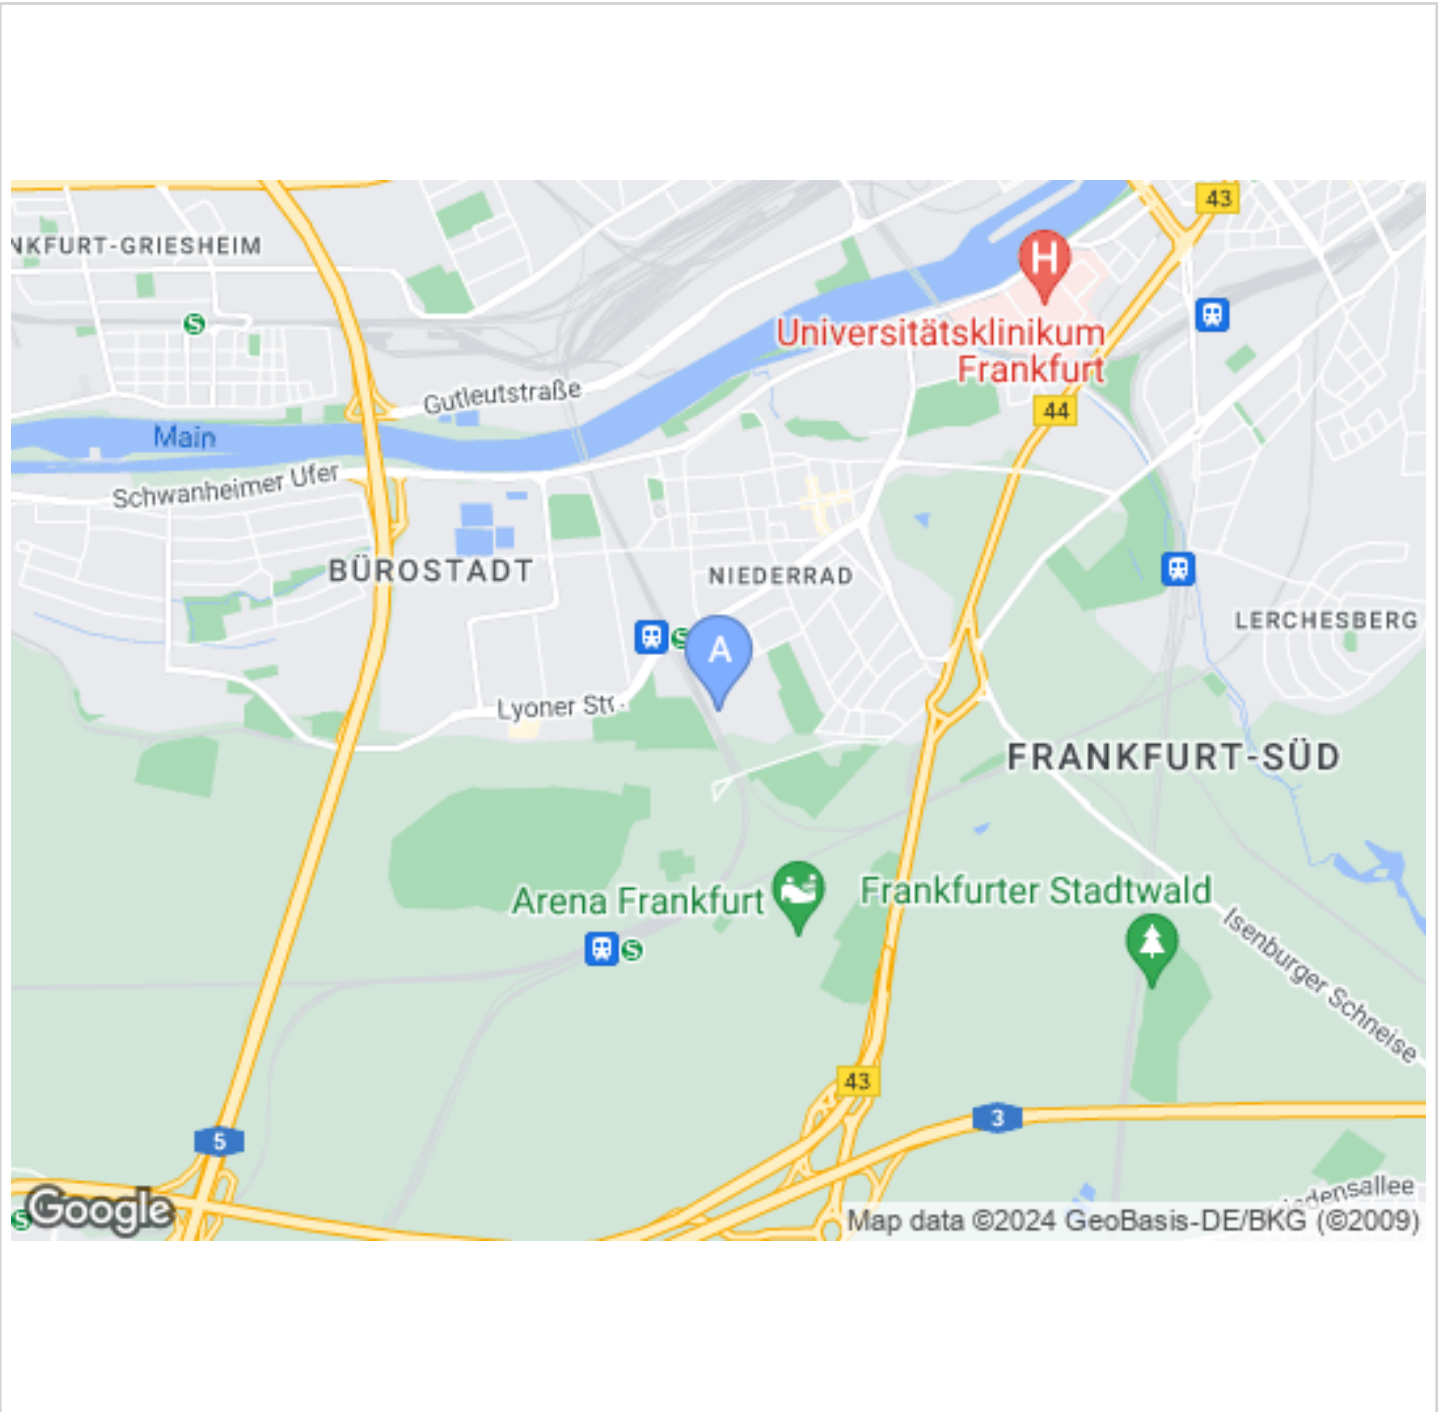 43
NKFURT-GRIESHEIM
H
S
Universitätsklinikum
Frankfurt
Gutleutstraße
44
Main
Schwanheimer Ufer
BÜROSTADT
NIEDERRAD
LERCHESBERG
S
A
Lyoner Str
FRANKFURT-SÜD
Arena Frankfurt
Frankfurter Stadtwald
S
Isenburger Schneise
43
3
5
S
Google
densallee
Map data ©2024 GeoBasis-DE/BKG (©2009)